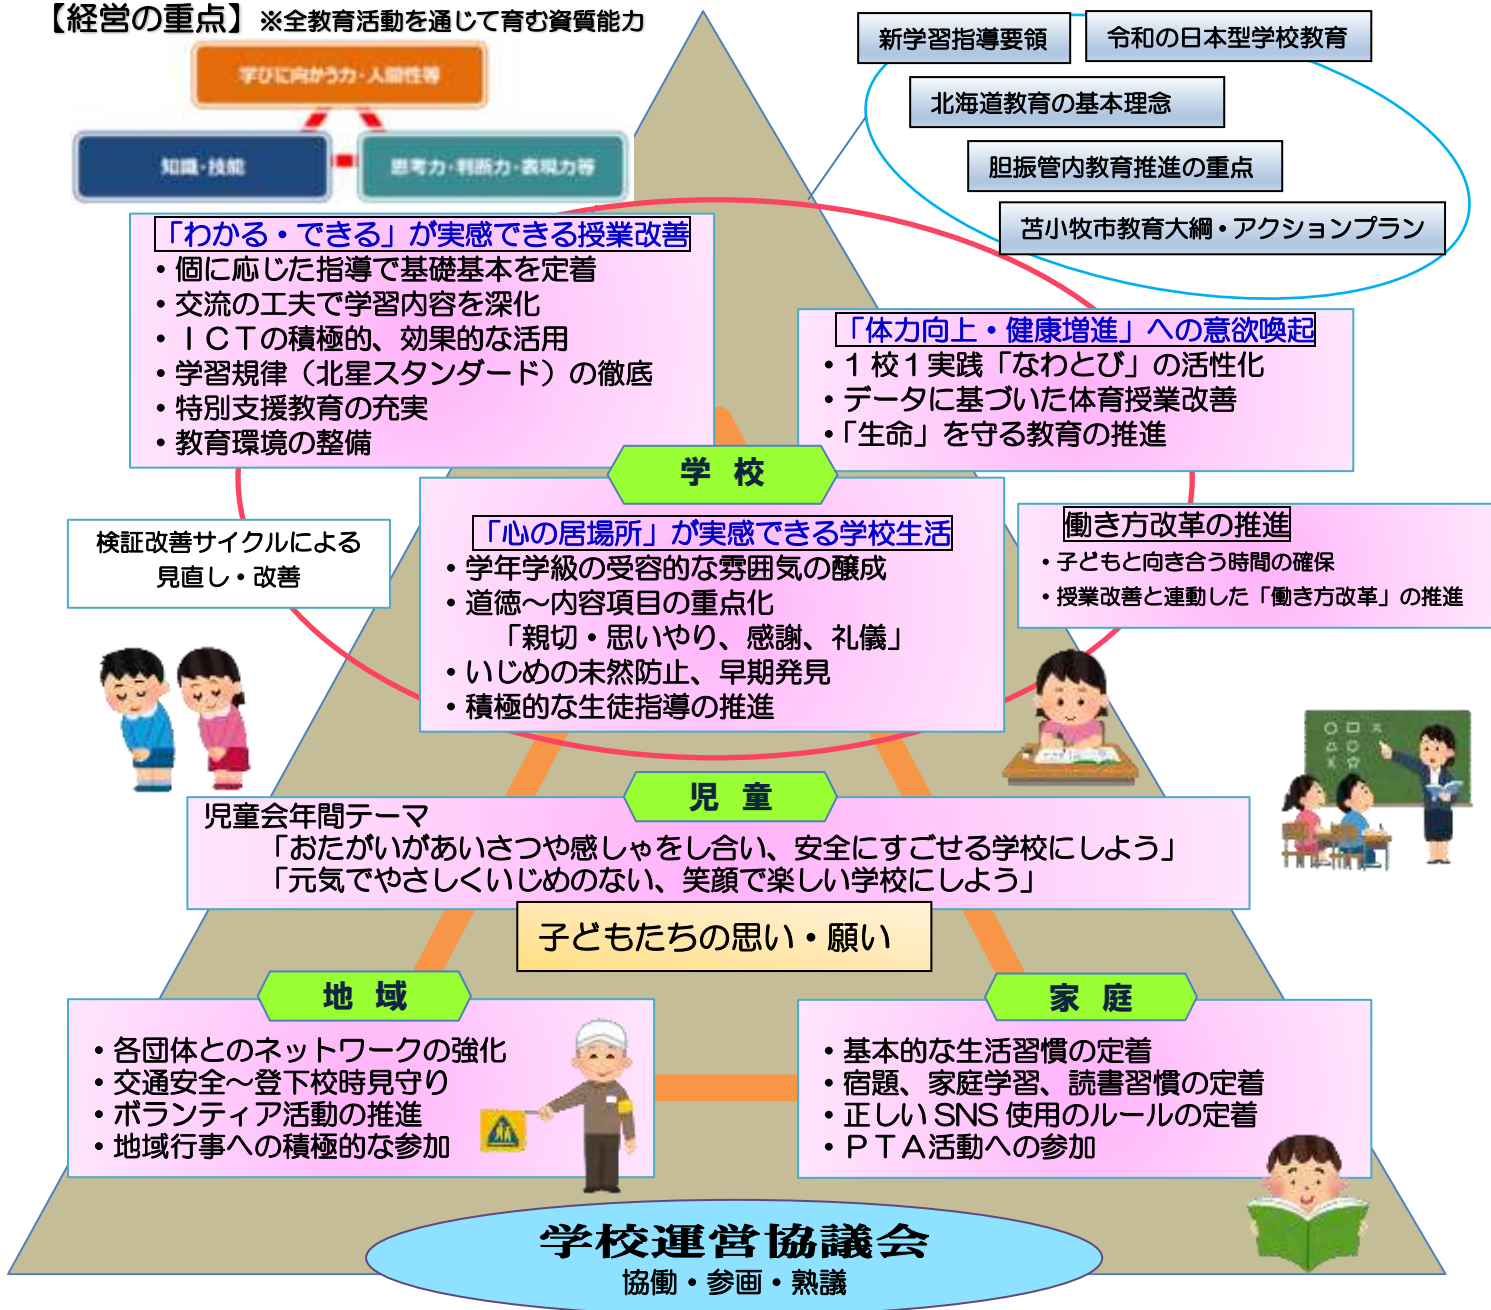 【経営の重点】※全教育活動を通じて育む資質能力
学びに向かう力・人間性等
知識・技能
思考力・判断力・表現力等
新学習指導要領
令和の日本型学校教育
北海道教育の基本理念
胆振管内教育推進の重点
苫小牧市教育大綱・アクションプラン
「わかる・できる」が実感できる授業改善
・個に応じた指導で基礎基本を定着
・交流の工夫で学習内容を深化
・ＩＣＴの積極的、効果的な活用
・学習規律（北星スタンダード）の徹底
・特別支援教育の充実
・教育環境の整備
「体力向上・健康増進」への意欲喚起
・１校１実践「なわとび」の活性化
・データに基づいた体育授業改善
・「生命」を守る教育の推進
学 校
「心の居場所」が実感できる学校生活
・学年学級の受容的な雰囲気の醸成
・道徳～内容項目の重点化
「親切・思いやり、感謝、礼儀」
・いじめの未然防止、早期発見
・積極的な生徒指導の推進
検証改善サイクルによる
見直し・改善
働き方改革の推進
・子どもと向き合う時間の確保
・授業改善と連動した「働き方改革」の推進
児 童
児童会年間テーマ
「おたがいがあいさつや感しゃをし合い、安全にすごせる学校にしよう」
「元気でやさしくいじめのない、笑顔で楽しい学校にしよう」
子どもたちの思い・願い
地 域
・各団体とのネットワークの強化
・交通安全～登下校時見守り
・ボランティア活動の推進
・地域行事への積極的な参加
家 庭
・基本的な生活習慣の定着
・宿題、家庭学習、読書習慣の定着
・正しい SNS 使用のルールの定着
・ＰＴＡ活動への参加
学校運営協議会
協働・参画・熟議